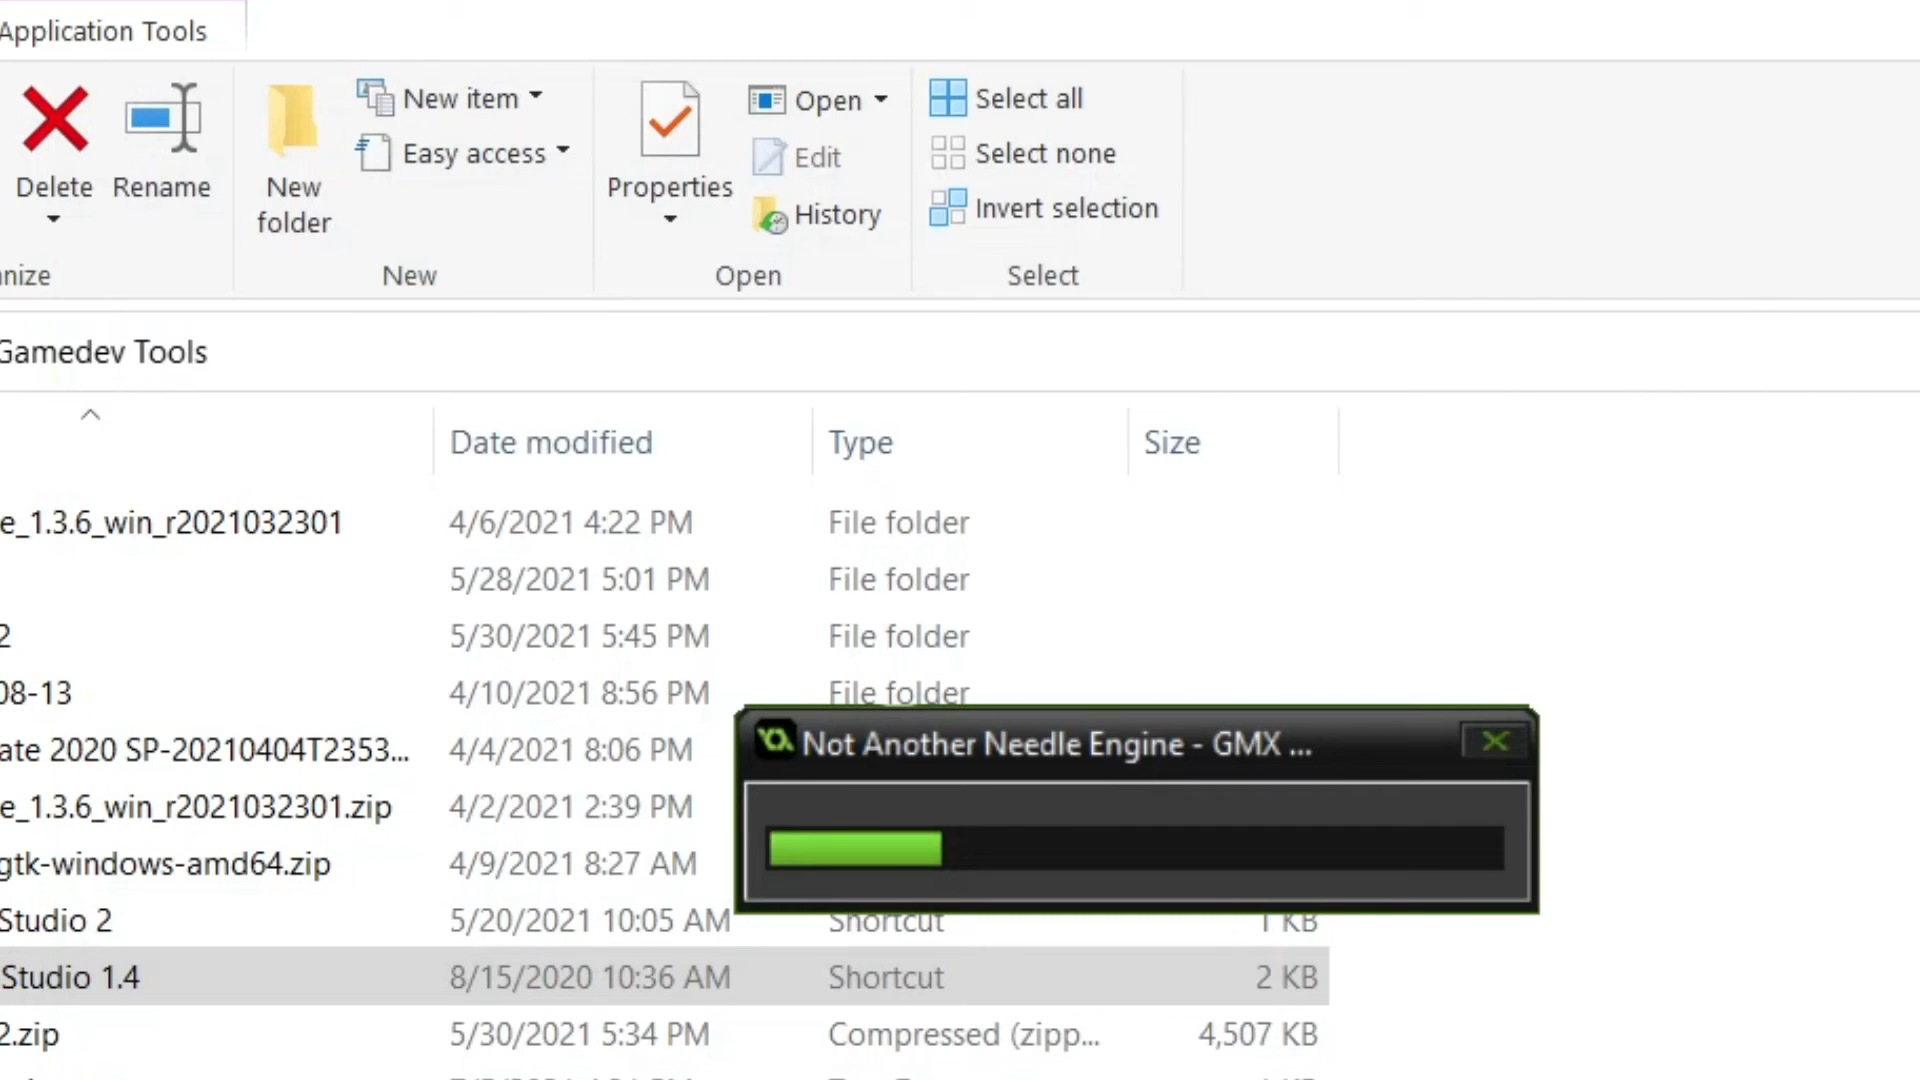 Application Tools
Delete
Rename
New folder
New item
Easy access
Properties
Open
Edit
History
Select all
Select none
Invert selection
nize
New
Open
Select
Gamedev Tools
Date modified Type Size
e_1.3.6_win_r2021032301 4/6/2021 4:22 PM File folder
5/28/2021 5:01 PM File folder
2 5/30/2021 5:45 PM File folder
08-13 4/10/2021 8:56 PM File folder
ate 2020 SP-20210404T2353... 4/4/2021 8:06 PM
Not Another Needle Engine - GMX ...
e_1.3.6_win_r2021032301.zip 4/2/2021 2:39 PM
gtk-windows-amd64.zip 4/9/2021 8:27 AM
Studio 2 5/20/2021 10:05 AM Shortcut 1 KB
Studio 1.4 8/15/2020 10:36 AM Shortcut 2 KB
2.zip 5/30/2021 5:34 PM Compressed (zipp... 4,507 KB